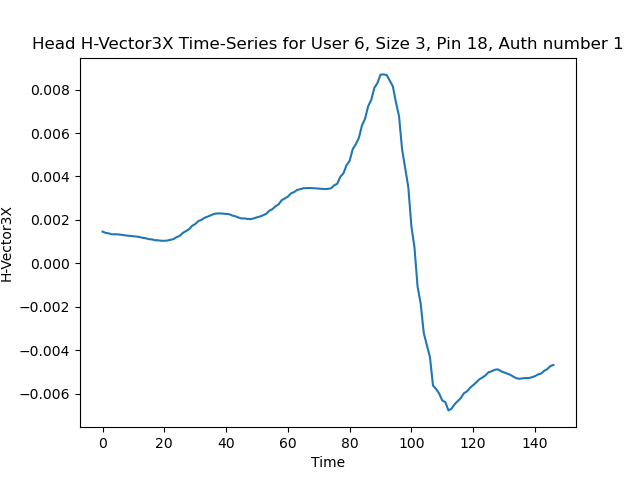 Head H-Vector3X Time-Series for User 6, Size 3, Pin 18, Auth number 1
H-Vector3X
0.008
0.006
0.004
0.002
0.000
−0.002
−0.004
−0.006
0 20 40 60 80 100 120 140
Time